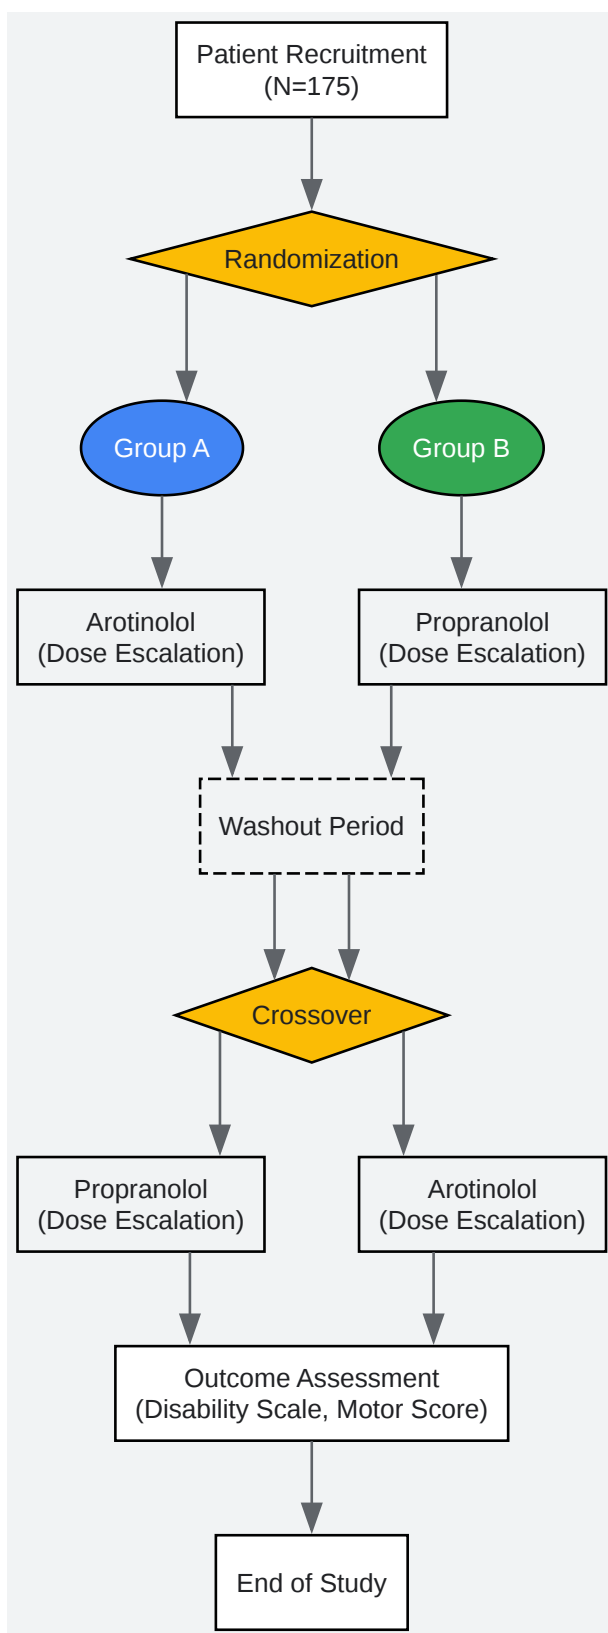 Patient Recruitment
(N=175)
Randomization
Group A
Group B
Arotinolol
(Dose Escalation)
Propranolol
(Dose Escalation)
Washout Period
Crossover
Propranolol
(Dose Escalation)
Arotinolol
(Dose Escalation)
Outcome Assessment
(Disability Scale, Motor Score)
End of Study